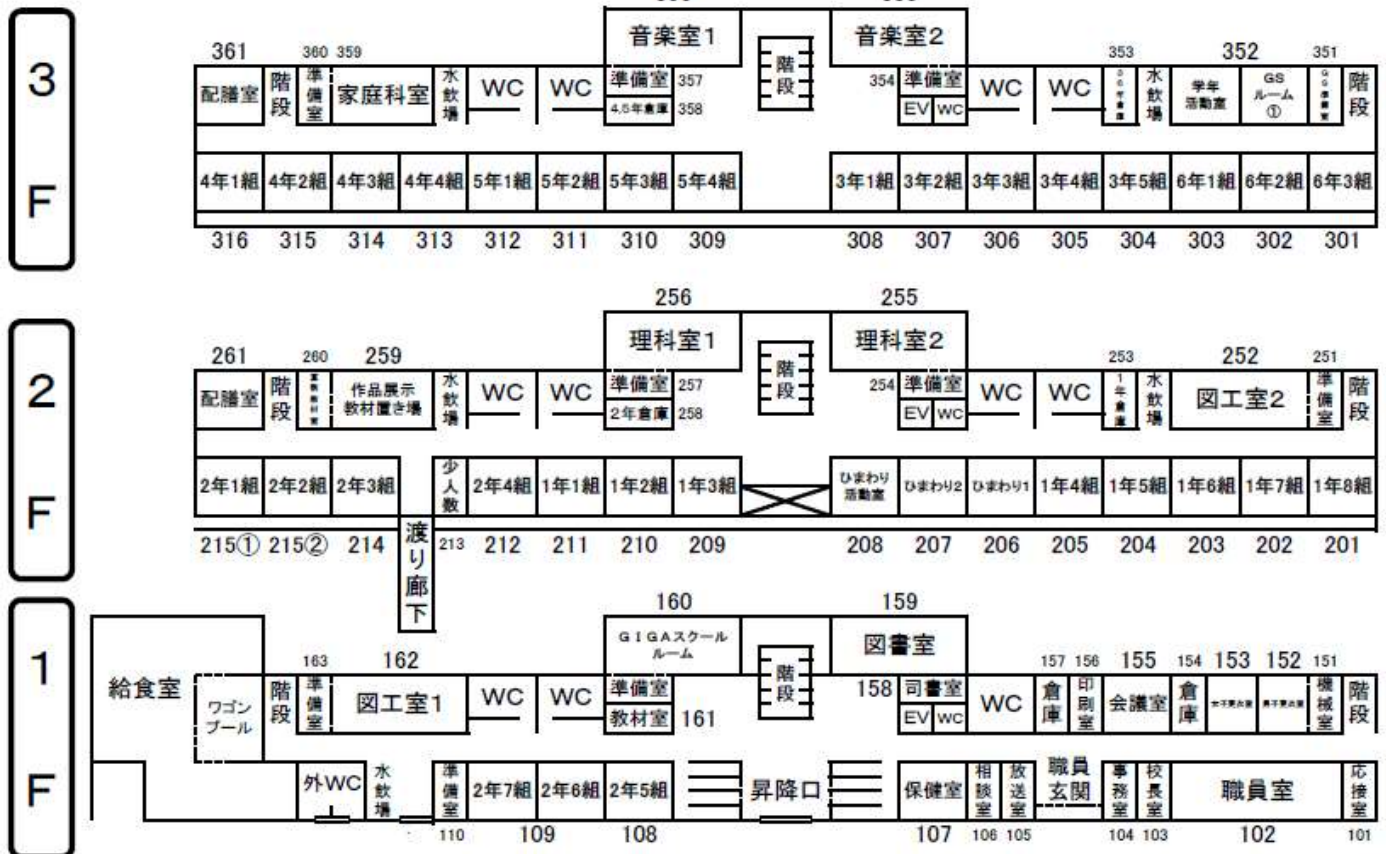 3
F
音楽室1 音楽室2
361 360 359 353 352 351
配膳室 階段 準備室 家庭科室 水飲場 WC WC 準備室 357 階段 354 準備室 WC WC 水飲場 学年活動室 GSルーム① 階段
4,5年倉庫 358 EV WC
4年1組 4年2組 4年3組 4年4組 5年1組 5年2組 5年3組 5年4組 3年1組 3年2組 3年3組 3年4組 3年5組 6年1組 6年2組 6年3組
316 315 314 313 312 311 310 309 308 307 306 305 304 303 302 301
2
F
256 255
理科室1 理科室2
261 260 259 253 252 251
配膳室 階段 作品展示教材置き場 水飲場 WC WC 準備室 257 階段 254 準備室 WC WC 1年倉庫 水飲場 図工室2 準備室 階段
2年倉庫 258 EV WC
2年1組 2年2組 2年3組 少人数 2年4組 1年1組 1年2組 1年3組 ひまわり活動室 ひまわり2 ひまわり1 1年4組 1年5組 1年6組 1年7組 1年8組
215① 215② 214 渡り廊下 213 212 211 210 209 208 207 206 205 204 203 202 201
1
F
160 159
GIGAスクールルーム 図書室
163 162 157 156 155 154 153 152 151
給食室 ワゴンプール 階段 準備室 図工室1 WC WC 準備室 階段 158 司書室 WC 倉庫 印刷室 会議室 倉庫 女子更衣室 男子更衣室 機械室 階段
教材室 161 EV WC
外WC 水飲場 準備室 2年7組 2年6組 2年5組 昇降口 保健室 相談室 放送室 職員玄関 事務室 校長室 職員室 応接室
110 109 108 107 106 105 104 103 102 101